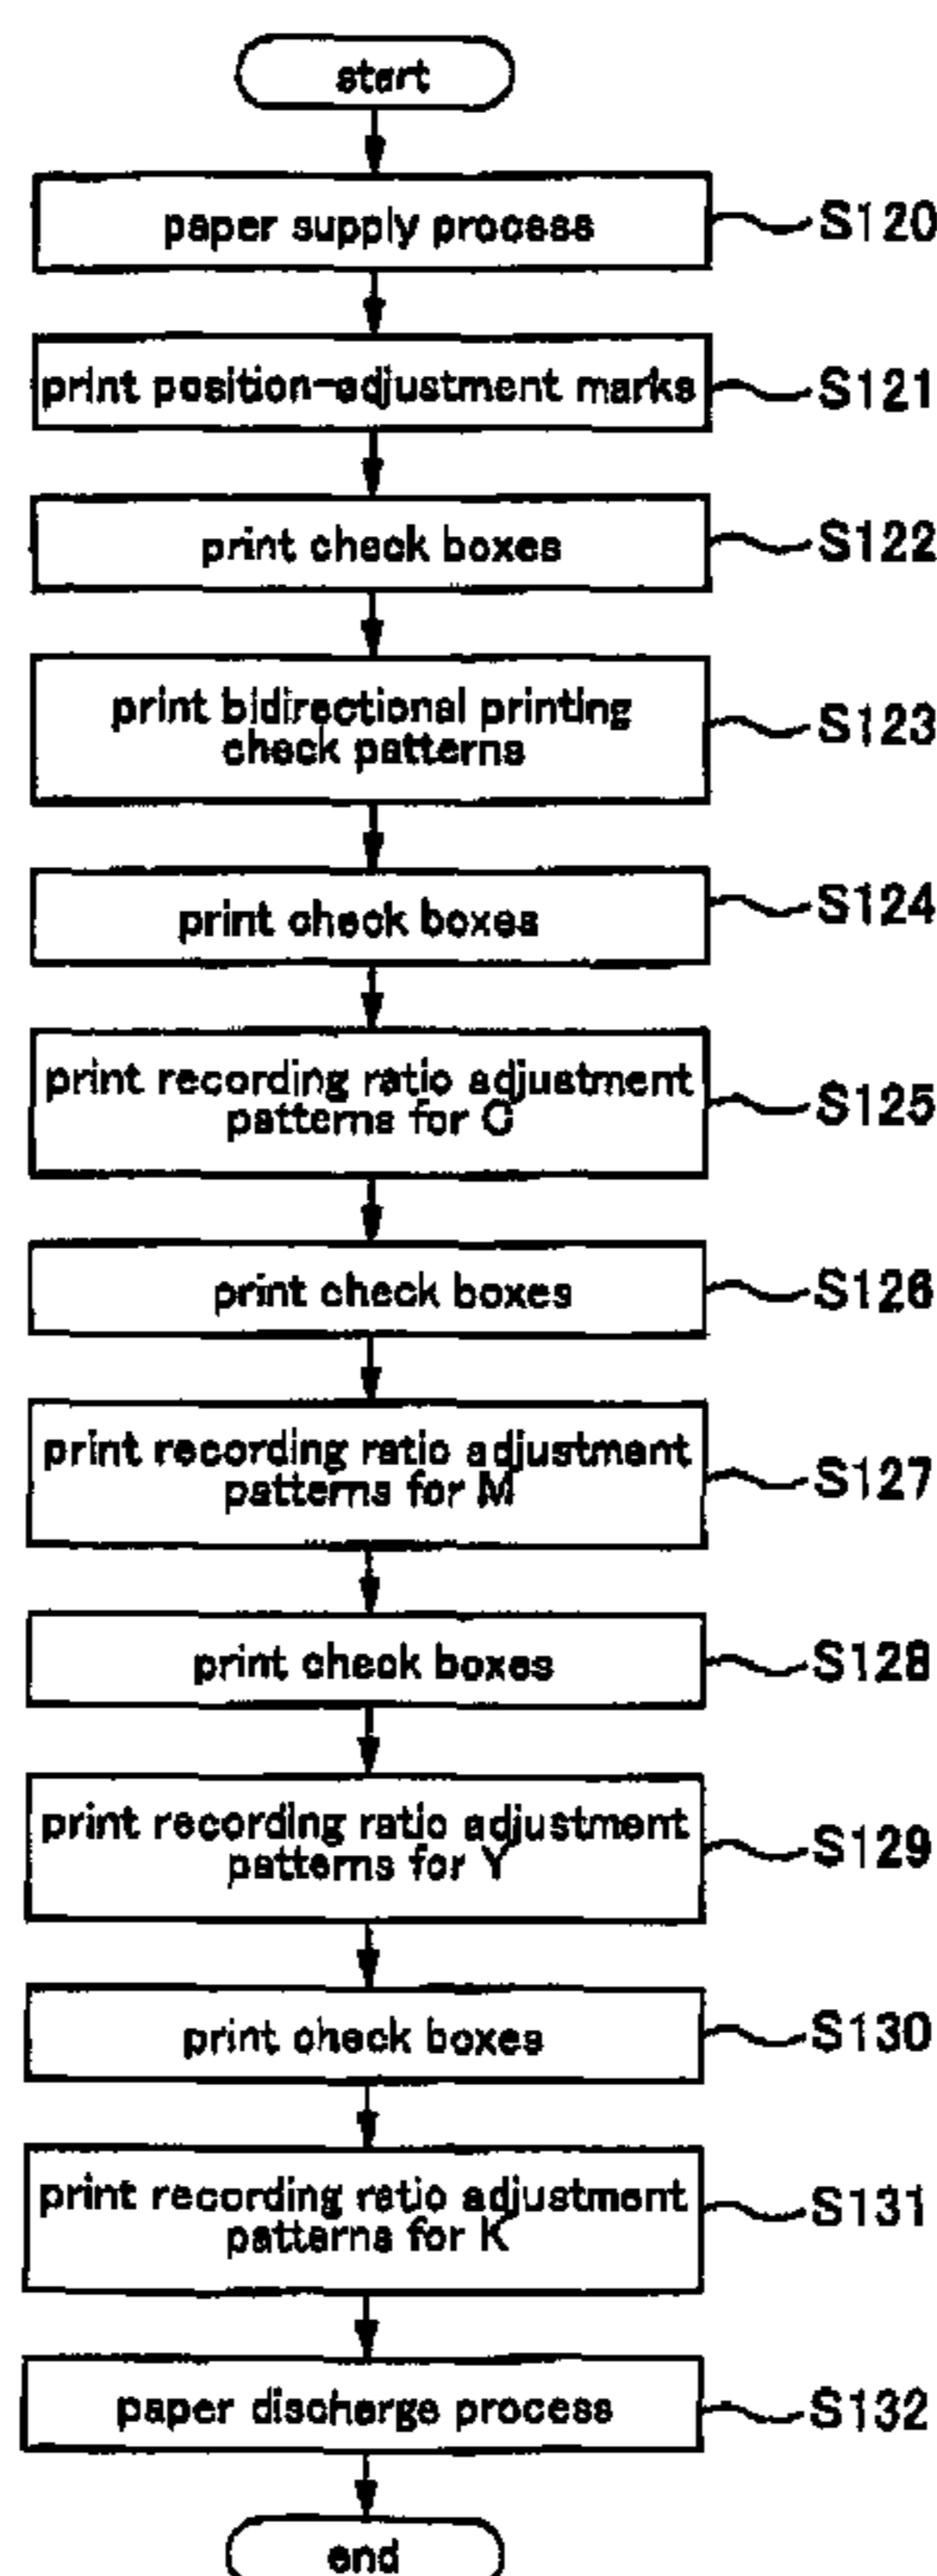 start
paper supply process
S120
print position-adjustment marks
S121
print check boxes
S122
print bidirectional printing
check patterns
S123
print check boxes
S124
print recording ratio adjustment
patterns for C
S125
print check boxes
S126
print recording ratio adjustment
patterns for M
S127
print check boxes
S128
print recording ratio adjustment
patterns for Y
S129
print check boxes
S130
print recording ratio adjustment
patterns for K
S131
paper discharge process
S132
end